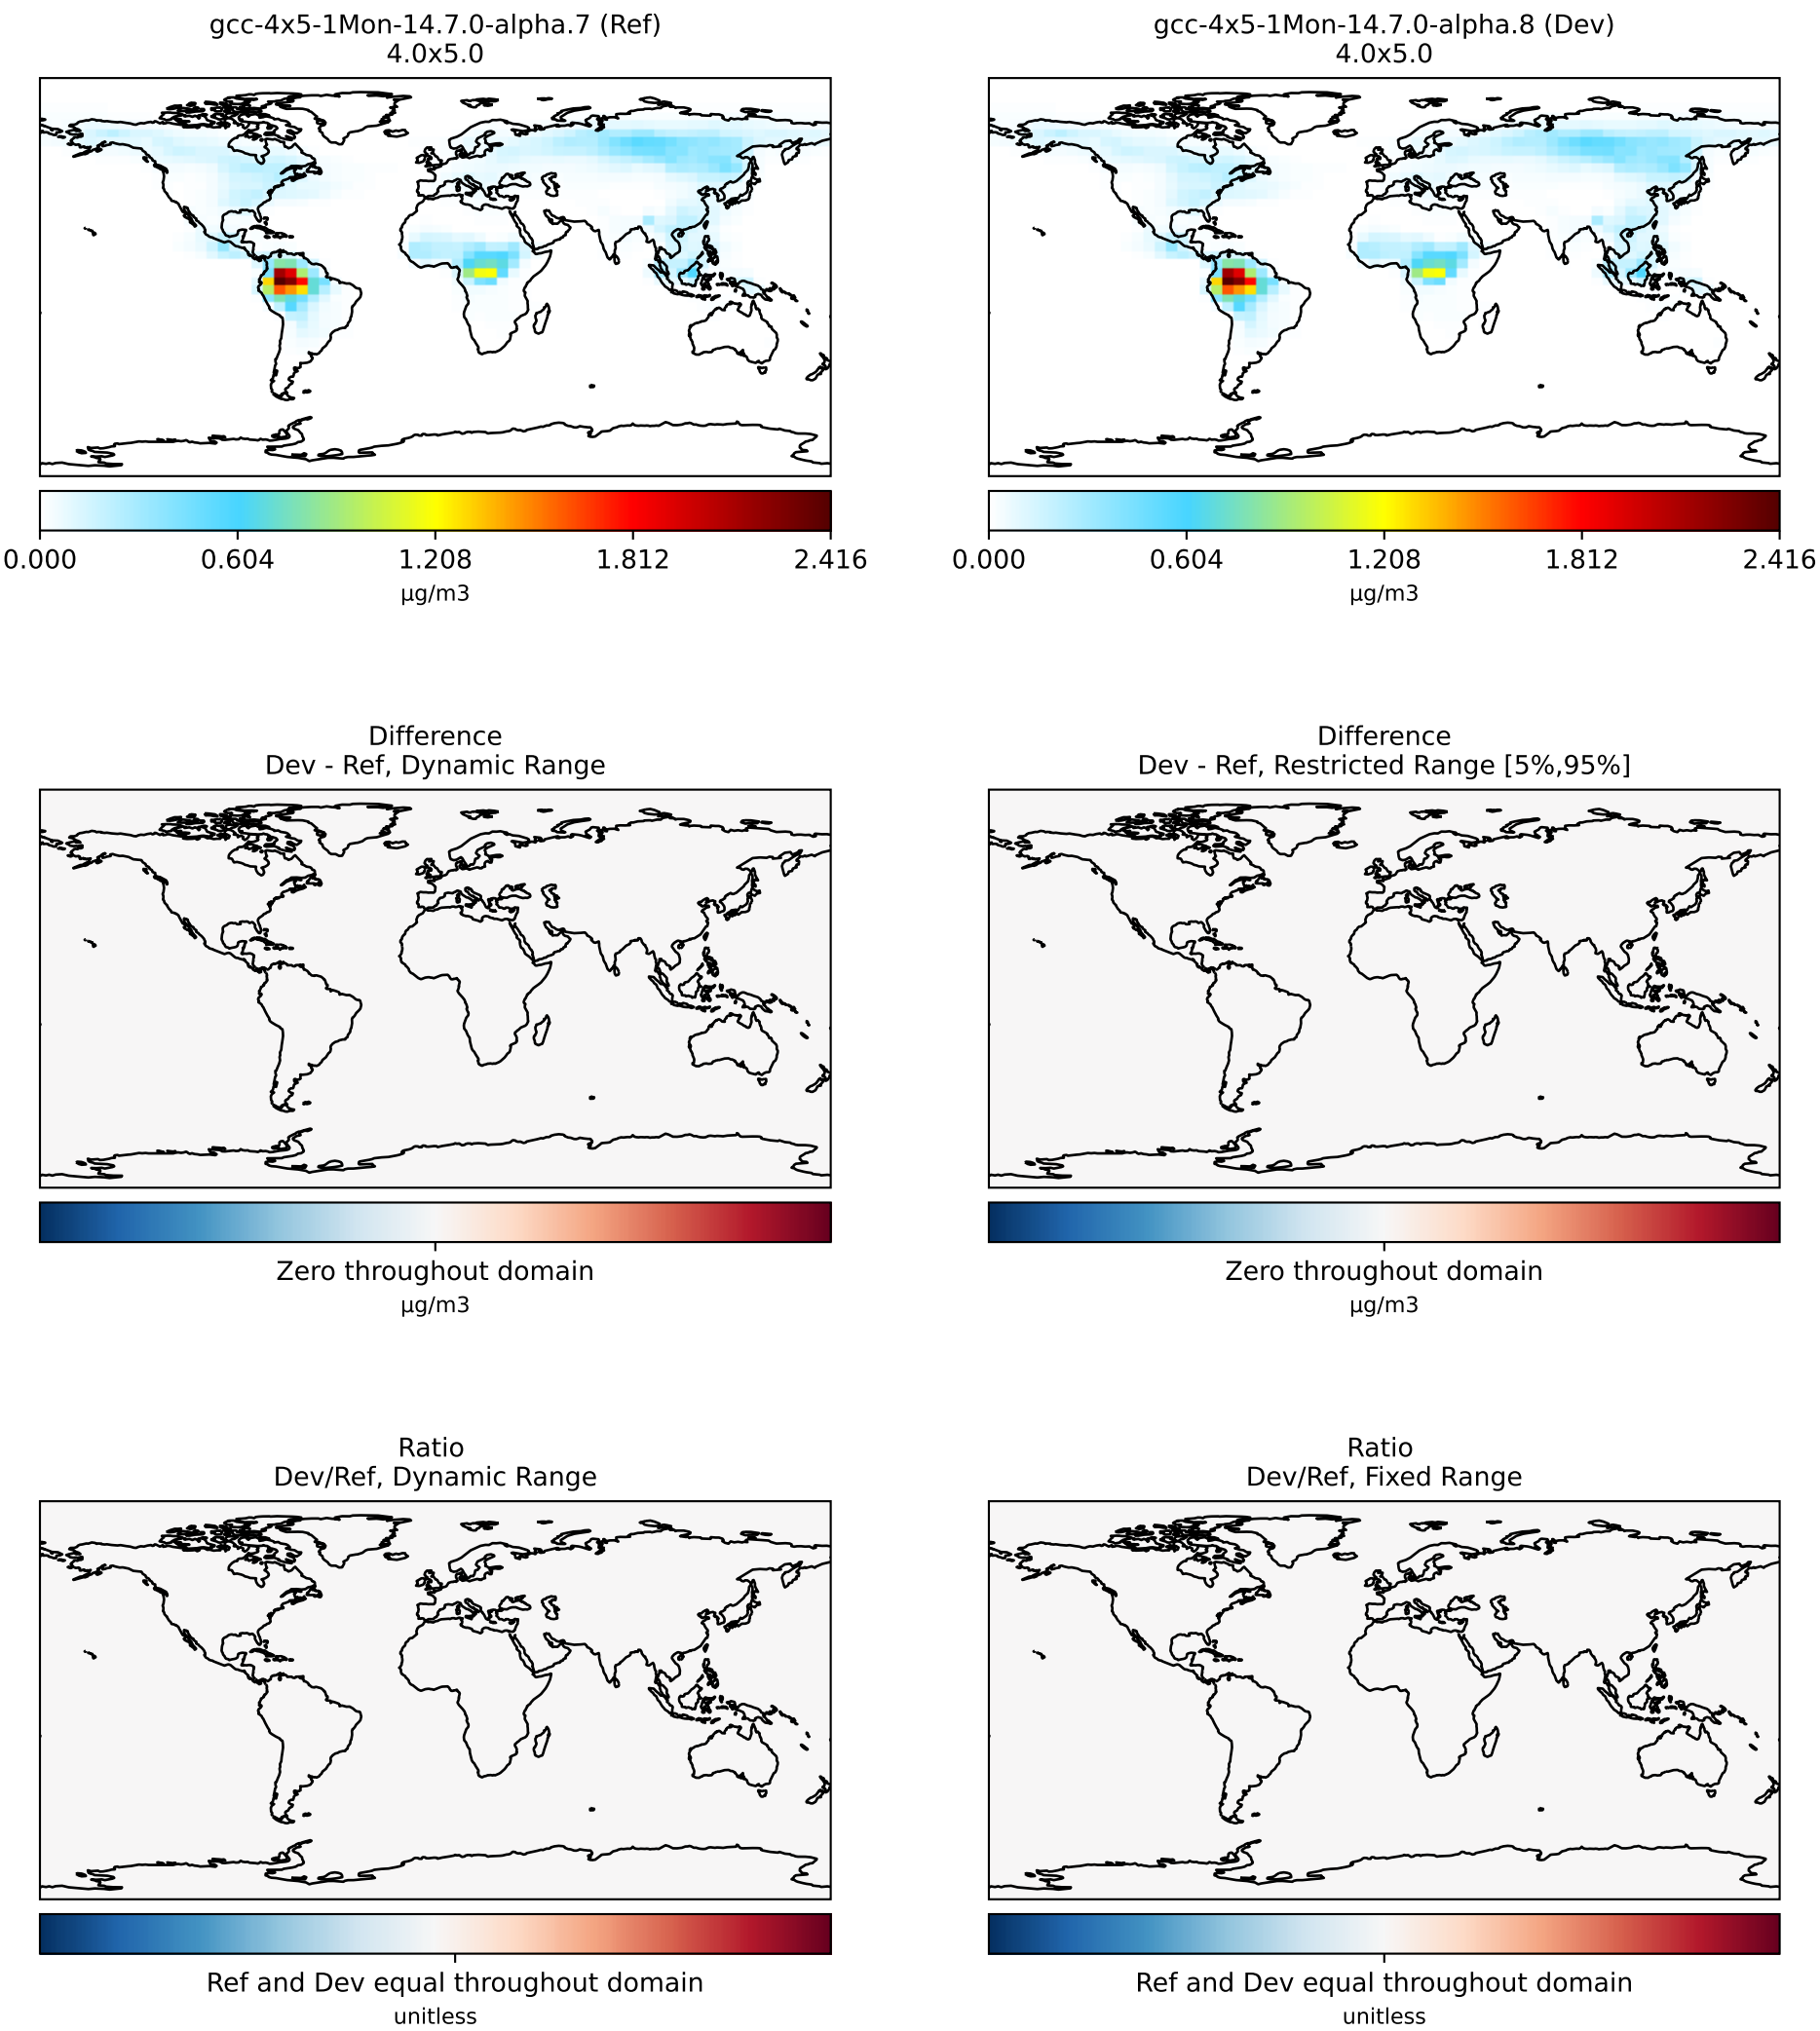 gcc-4x5-1Mon-14.7.0-alpha.7 (Ref)
4.0x5.0
gcc-4x5-1Mon-14.7.0-alpha.8 (Dev)
4.0x5.0
0.000 0.604 1.208 1.812 2.416
µg/m3
0.000 0.604 1.208 1.812 2.416
µg/m3
Difference
Dev - Ref, Dynamic Range
Difference
Dev - Ref, Restricted Range [5%,95%]
Zero throughout domain
µg/m3
Zero throughout domain
µg/m3
Ratio
Dev/Ref, Dynamic Range
Ratio
Dev/Ref, Fixed Range
Ref and Dev equal throughout domain
unitless
Ref and Dev equal throughout domain
unitless